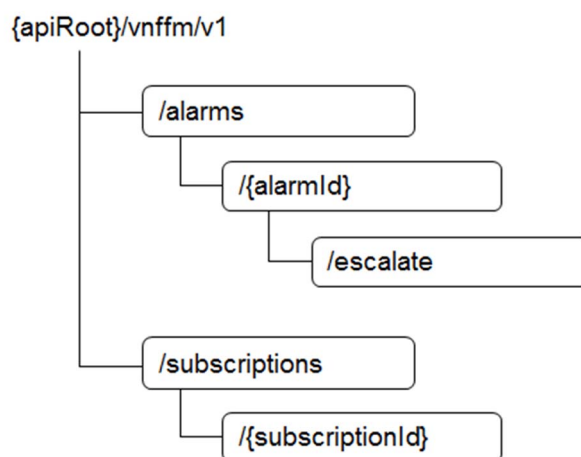 {apiRoot}/vnffm/v1
/alarms
/{alarmId}
/escalate
/subscriptions
/{subscriptionId}